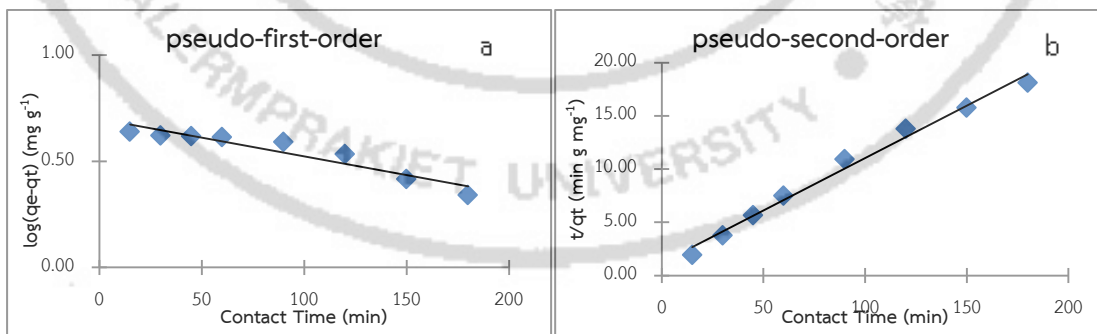 pseudo-first-order
a
1.00
0.50
0.00
log(qe-qt) (mg g⁻¹)
0
50
100
150
200
Contact Time (min)
pseudo-second-order
b
20.00
15.00
10.00
5.00
0.00
t/qt (min g mg⁻¹)
0
50
100
150
200
Contact Time (min)
ALERMPRAKIET UNIVERSITY